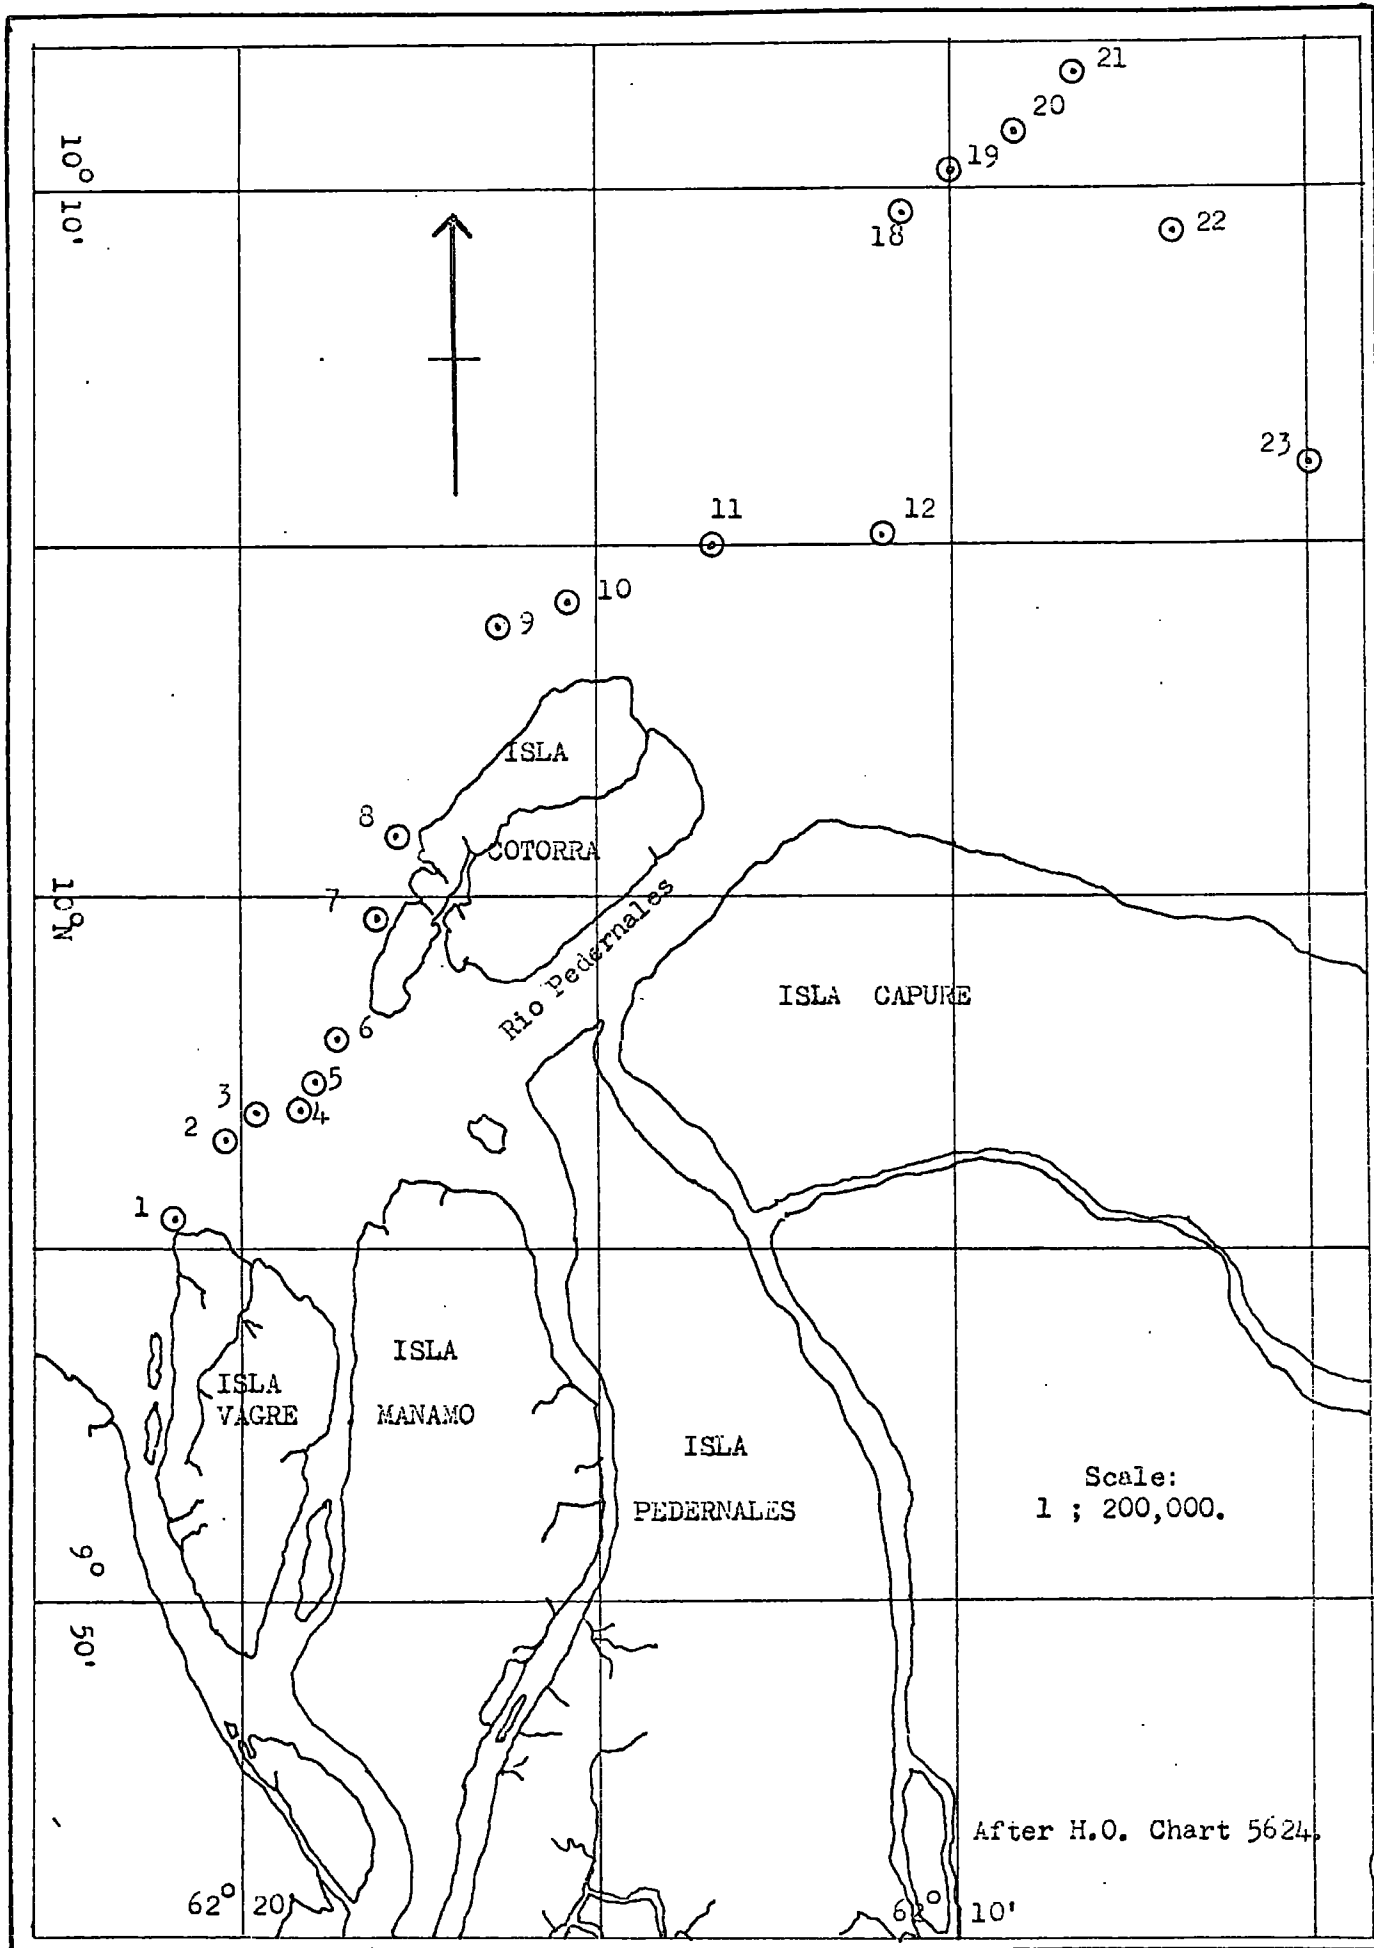 21
20
19
10° 10'
18
22
23
11
12
10
9
ISLA
8
COTORRA
7
10°N
Rio Pedernales
ISLA CAPURE
6
5
3
4
2
1
ISLA
MANAMO
ISLA
VAGRE
ISLA
PEDERNALES
Scale:
1 ; 200,000.
9° 50'
After H.O. Chart 5624.
62° 20
62° 10'